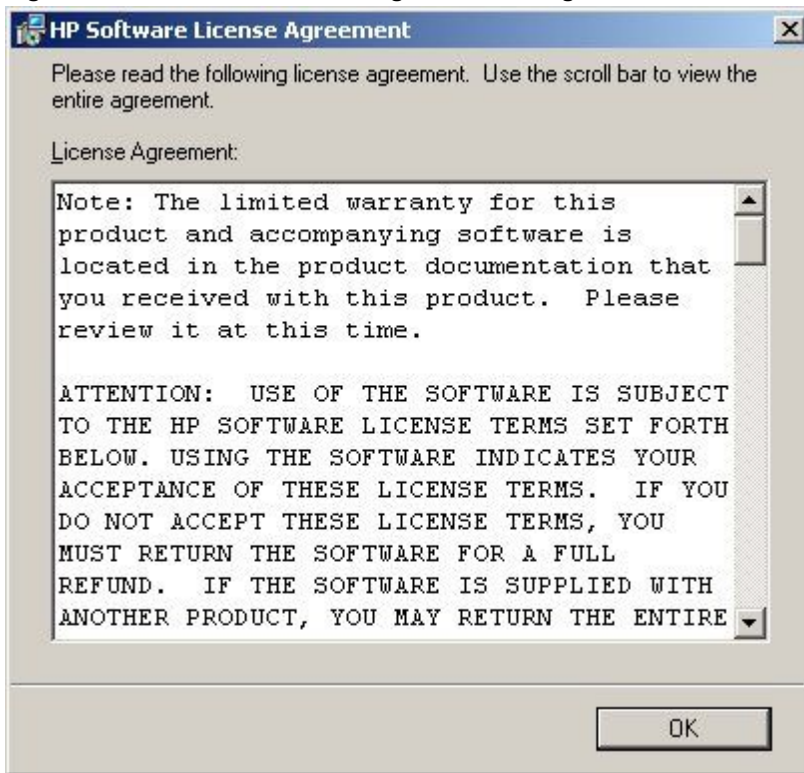 HP Software License Agreement
Please read the following license agreement.  Use the scroll bar to view the
entire agreement.
License Agreement:
Note: The limited warranty for this
product and accompanying software is
located in the product documentation that
you received with this product.  Please
review it at this time.
ATTENTION:  USE OF THE SOFTWARE IS SUBJECT
TO THE HP SOFTWARE LICENSE TERMS SET FORTH
BELOW. USING THE SOFTWARE INDICATES YOUR
ACCEPTANCE OF THESE LICENSE TERMS.  IF YOU
DO NOT ACCEPT THESE LICENSE TERMS, YOU
MUST RETURN THE SOFTWARE FOR A FULL
REFUND.  IF THE SOFTWARE IS SUPPLIED WITH
ANOTHER PRODUCT, YOU MAY RETURN THE ENTIRE
OK